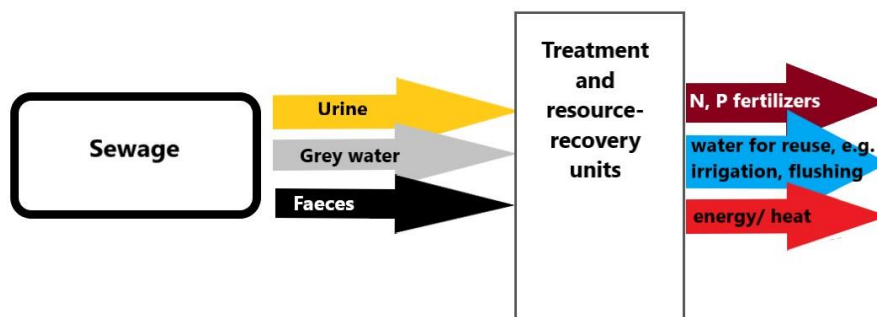 Sewage
Urine
Grey water
Faeces
Treatment
and
resource-
recovery
units
N, P fertilizers
water for reuse, e.g.
irrigation, flushing
energy/ heat